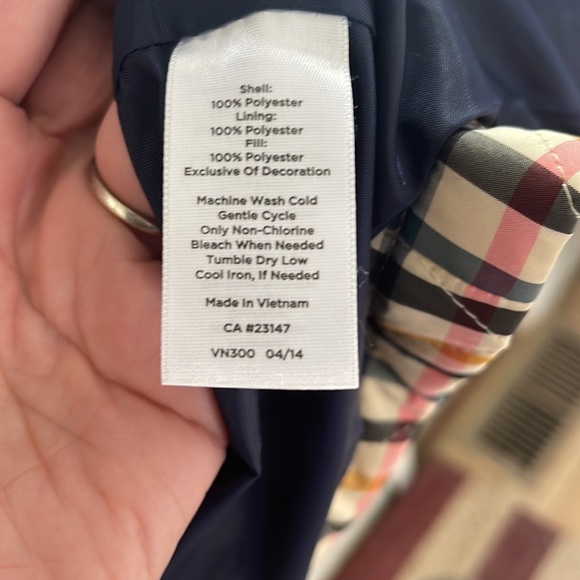 Shell:
100% Polyester
Lining:
100% Polyester
Fill:
100% Polyester
Exclusive Of Decoration
Machine Wash Cold
Gentle Cycle
Only Non-Chlorine
Bleach When Needed
Tumble Dry Low
Cool Iron, If Needed
Made In Vietnam
CA #23147
VN300 04/14